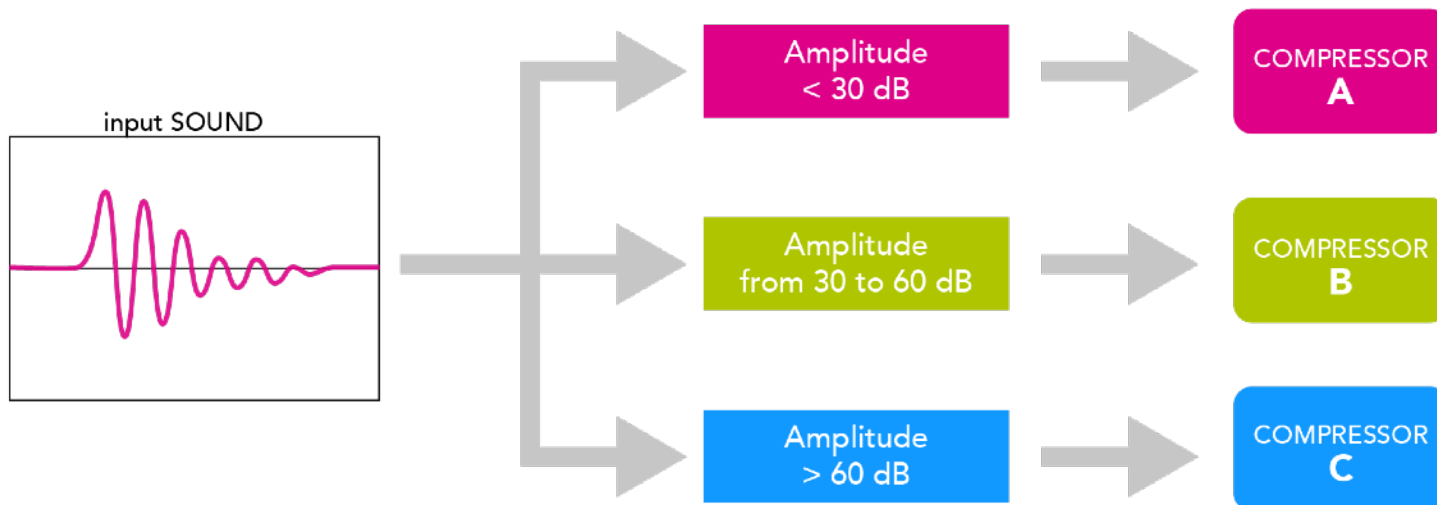 input SOUND
Amplitude
< 30 dB
COMPRESSOR
A
Amplitude
from 30 to 60 dB
COMPRESSOR
B
Amplitude
> 60 dB
COMPRESSOR
C